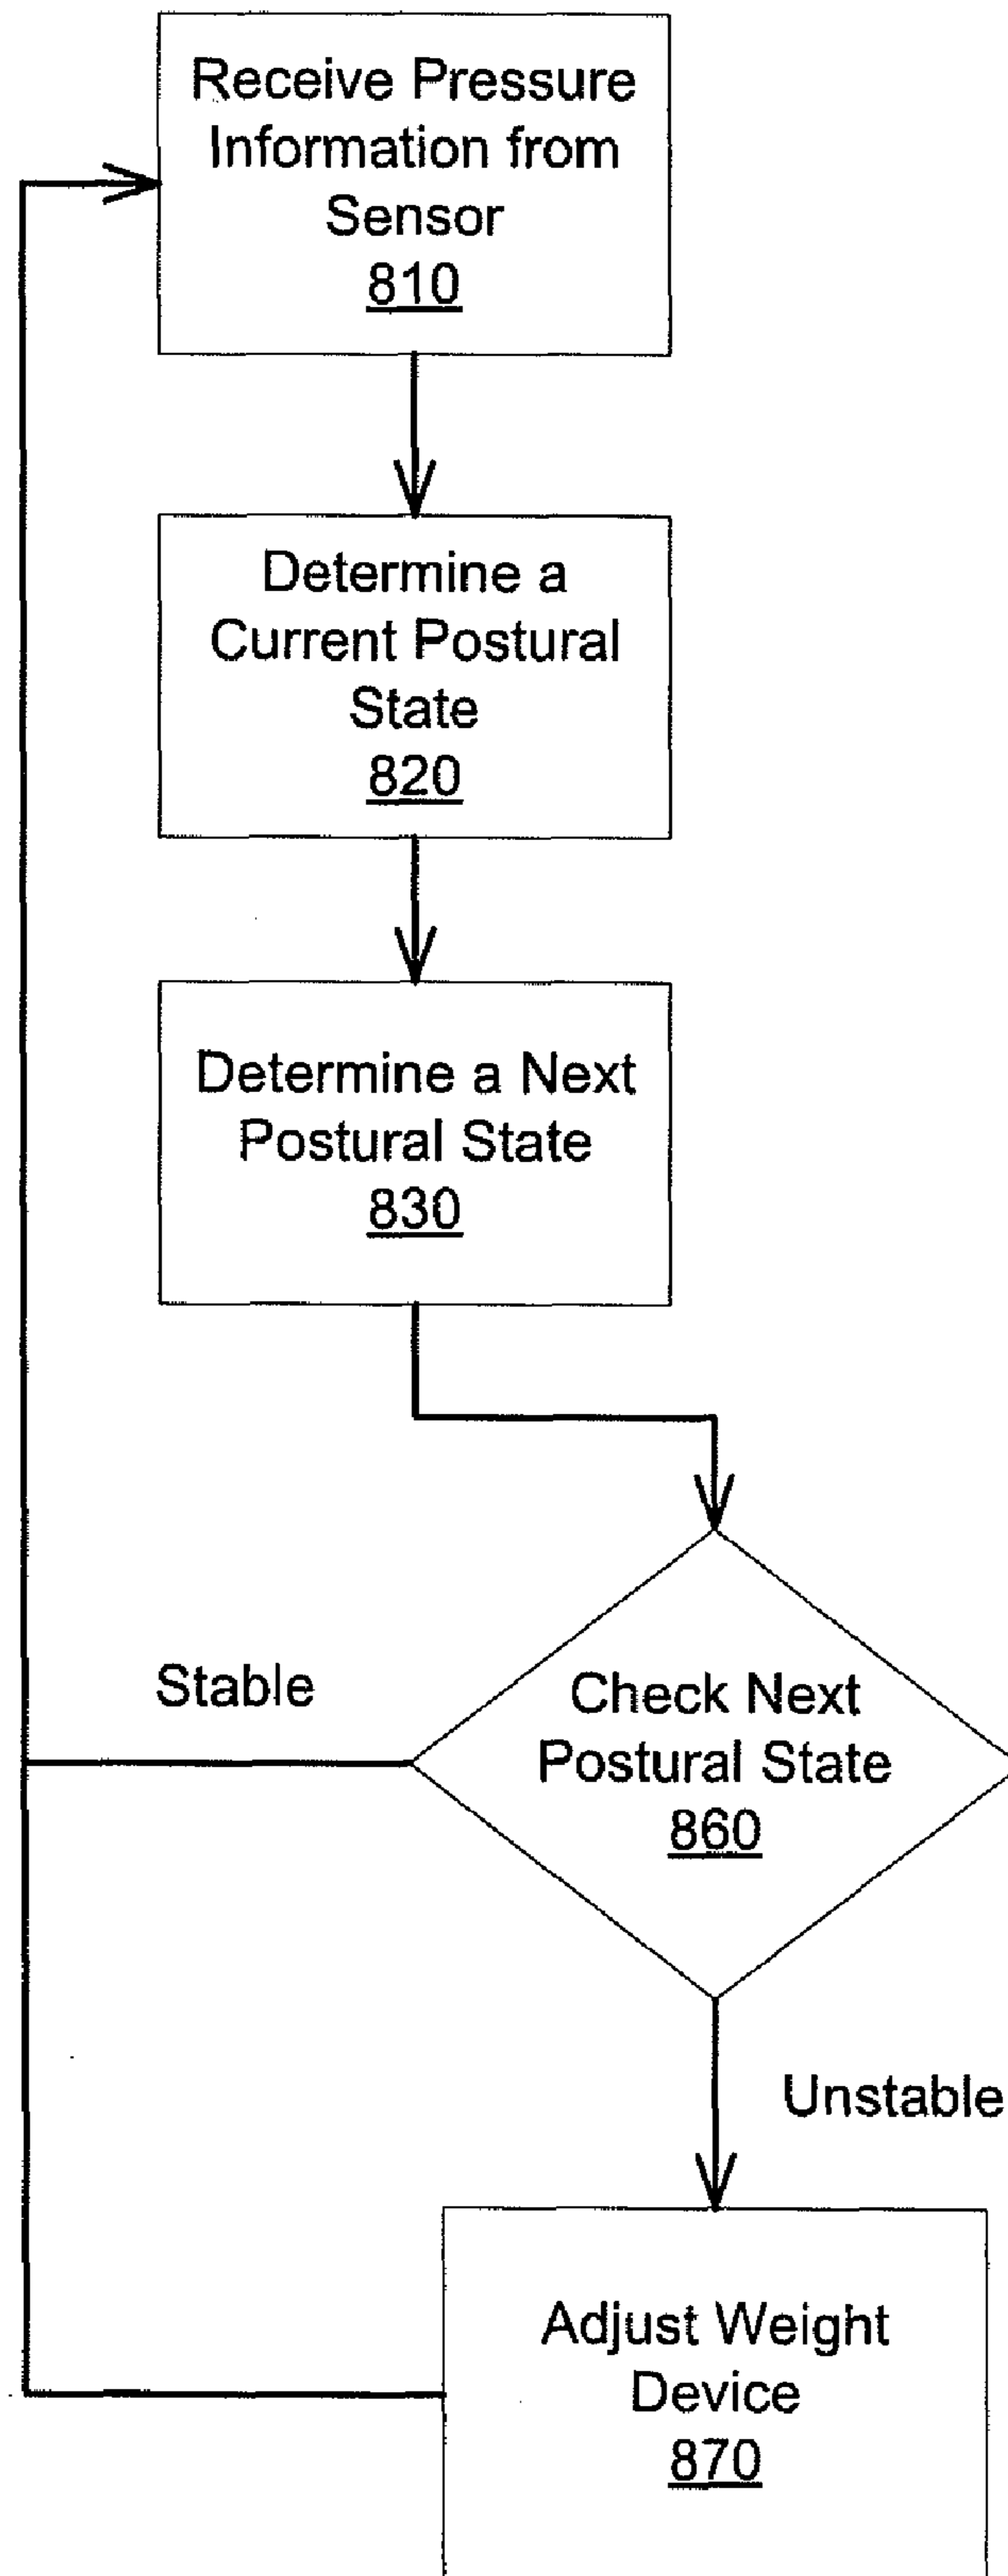 Receive Pressure
Information from
Sensor
810
Determine a
Current Postural
State
820
Determine a Next
Postural State
830
Stable
Check Next
Postural State
860
Unstable
Adjust Weight
Device
870